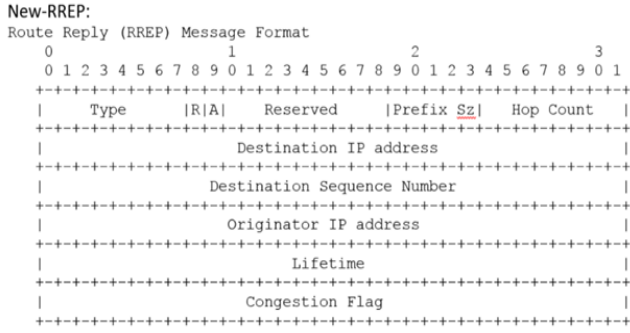 New-RREP:
Route Reply (RREP) Message Format
0 1 2 3
0 1 2 3 4 5 6 7 8 9 0 1 2 3 4 5 6 7 8 9 0 1 2 3 4 5 6 7 8 9 0 1
+-+-+-+-+-+-+-+-+-+-+-+-+-+-+-+-+-+-+-+-+-+-+-+-+-+-+-+-+-+-+-+-+
| Type |R|A| Reserved |Prefix Sz| Hop Count |
+-+-+-+-+-+-+-+-+-+-+-+-+-+-+-+-+-+-+-+-+-+-+-+-+-+-+-+-+-+-+-+-+
| Destination IP address |
+-+-+-+-+-+-+-+-+-+-+-+-+-+-+-+-+-+-+-+-+-+-+-+-+-+-+-+-+-+-+-+-+
| Destination Sequence Number |
+-+-+-+-+-+-+-+-+-+-+-+-+-+-+-+-+-+-+-+-+-+-+-+-+-+-+-+-+-+-+-+-+
| Originator IP address |
+-+-+-+-+-+-+-+-+-+-+-+-+-+-+-+-+-+-+-+-+-+-+-+-+-+-+-+-+-+-+-+-+
| Lifetime |
+-+-+-+-+-+-+-+-+-+-+-+-+-+-+-+-+-+-+-+-+-+-+-+-+-+-+-+-+-+-+-+-+
| Congestion Flag |
+-+-+-+-+-+-+-+-+-+-+-+-+-+-+-+-+-+-+-+-+-+-+-+-+-+-+-+-+-+-+-+-+